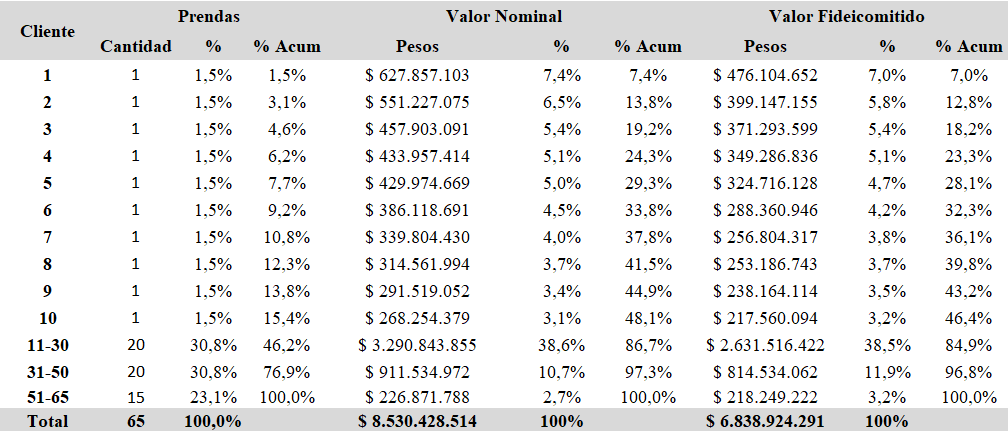 Prendas Valor Nominal Valor Fideicomitido
Cliente
Cantidad % % Acum Pesos % % Acum Pesos % % Acum
1 1 1,5% 1,5% $ 627.857.103 7,4% 7,4% $ 476.104.652 7,0% 7,0%
2 1 1,5% 3,1% $ 551.227.075 6,5% 13,8% $ 399.147.155 5,8% 12,8%
3 1 1,5% 4,6% $ 457.903.091 5,4% 19,2% $ 371.293.599 5,4% 18,2%
4 1 1,5% 6,2% $ 433.957.414 5,1% 24,3% $ 349.286.836 5,1% 23,3%
5 1 1,5% 7,7% $ 429.974.669 5,0% 29,3% $ 324.716.128 4,7% 28,1%
6 1 1,5% 9,2% $ 386.118.691 4,5% 33,8% $ 288.360.946 4,2% 32,3%
7 1 1,5% 10,8% $ 339.804.430 4,0% 37,8% $ 256.804.317 3,8% 36,1%
8 1 1,5% 12,3% $ 314.561.994 3,7% 41,5% $ 253.186.743 3,7% 39,8%
9 1 1,5% 13,8% $ 291.519.052 3,4% 44,9% $ 238.164.114 3,5% 43,2%
10 1 1,5% 15,4% $ 268.254.379 3,1% 48,1% $ 217.560.094 3,2% 46,4%
11-30 20 30,8% 46,2% $ 3.290.843.855 38,6% 86,7% $ 2.631.516.422 38,5% 84,9%
31-50 20 30,8% 76,9% $ 911.534.972 10,7% 97,3% $ 814.534.062 11,9% 96,8%
51-65 15 23,1% 100,0% $ 226.871.788 2,7% 100,0% $ 218.249.222 3,2% 100,0%
Total 65 100,0% $ 8.530.428.514 100% $ 6.838.924.291 100%